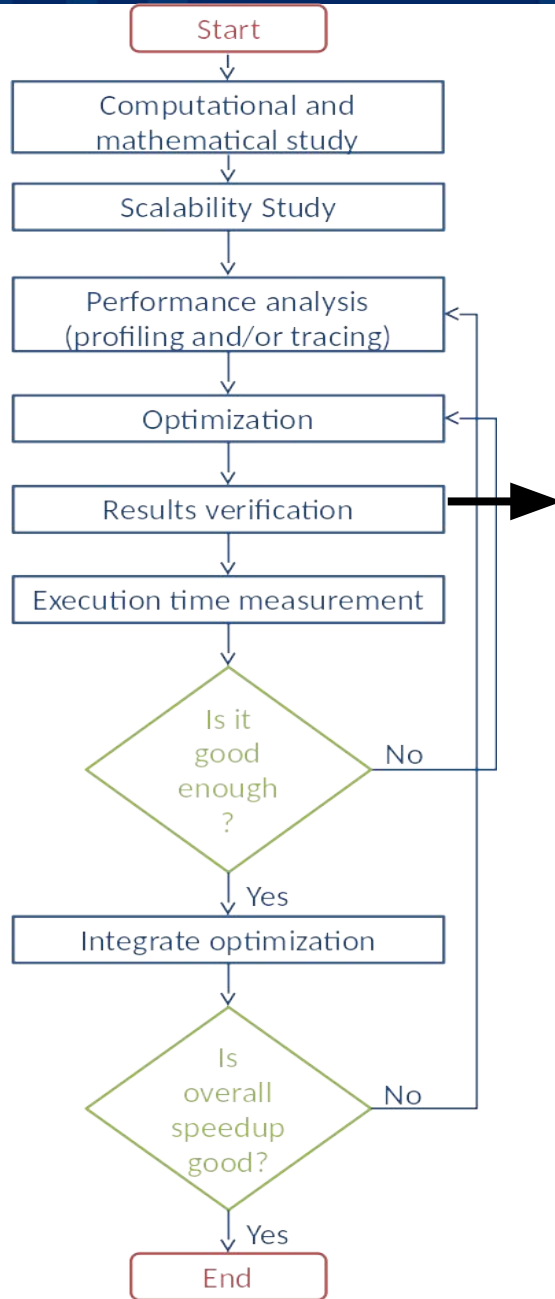 Start
Computational and
mathematical study
Scalability Study
Performance analysis
(profiling and/or tracing)
Optimization
Results verification
Execution time measurement
Is it
good
enough
?
No
Yes
Integrate optimization
Is
overall
speedup
good?
No
Yes
End